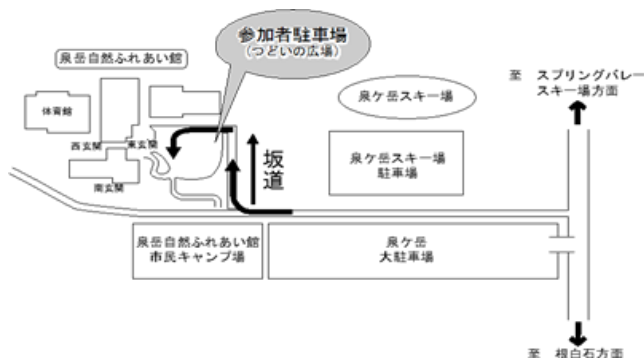 参加者駐車場
(つどいの広場)
泉岳自然ふれあい館
至 スプリングバレー
スキー場方面
泉ケ岳スキー場
体育館
西玄関
東玄関
南玄関
坂道
泉ケ岳スキー場
駐車場
泉岳自然ふれあい館
市民キャンプ場
泉ケ岳
大駐車場
至 根白石方面